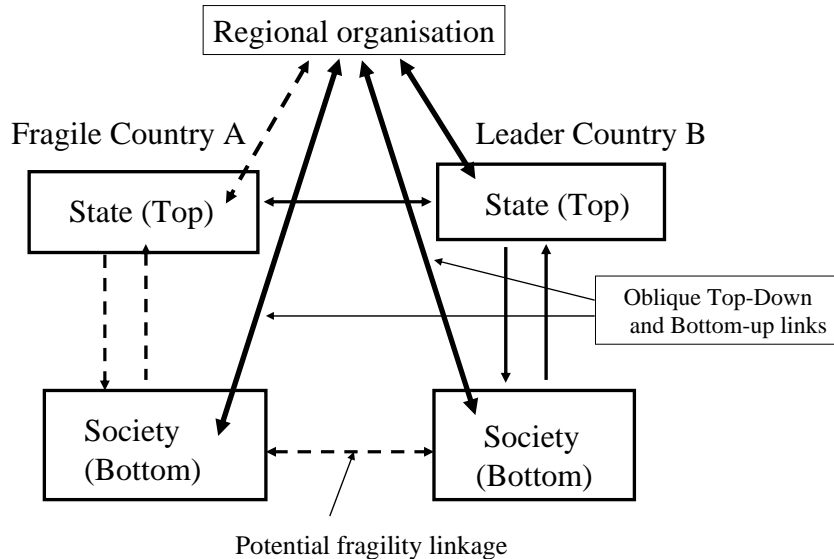 Regional organisation
Fragile Country A
Leader Country B
State (Top)
State (Top)
Oblique Top-Down
and Bottom-up links
Society
(Bottom)
Society
(Bottom)
Potential fragility linkage